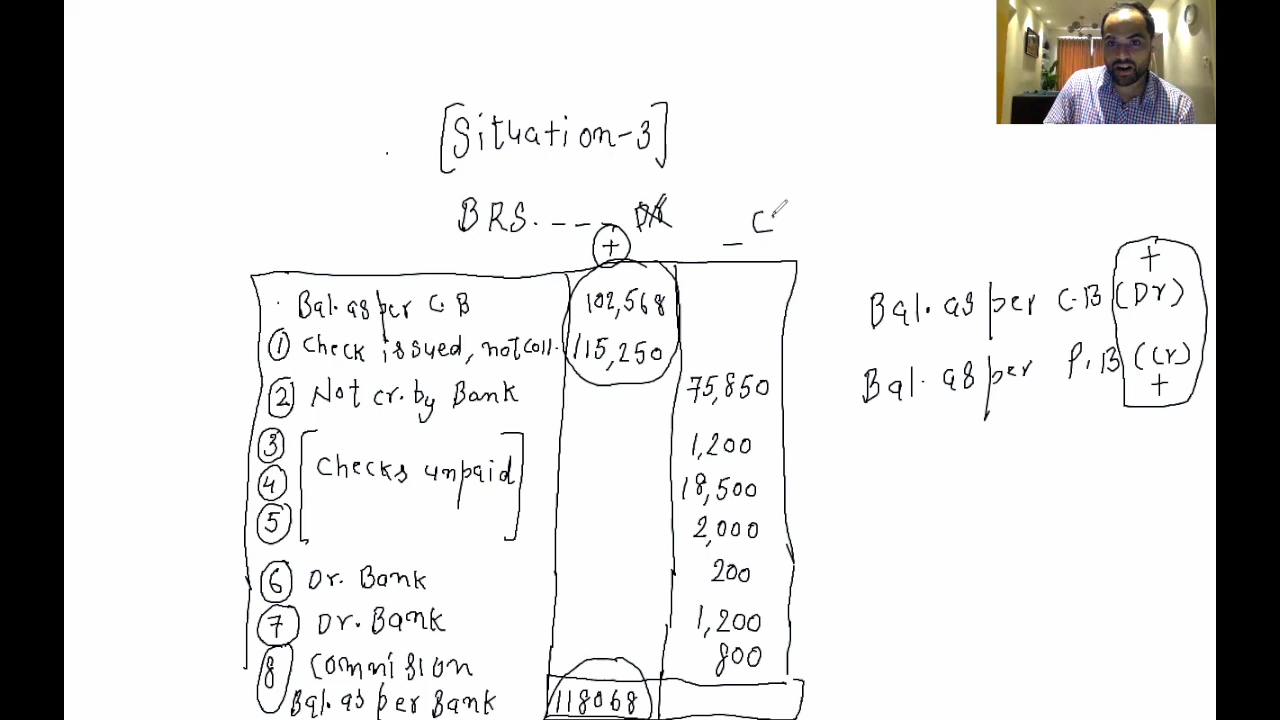 [Situation-3]
BRS. - - - Dr _ C
+
Bal. as per C.B 102,568
① Check issued, not coll. 115,250
② Not cr. by Bank 75,850
③ 1,200
④ [Checks unpaid] 18,500
⑤ 2,000
⑥ Dr. Bank 200
⑦ Dr. Bank 1,200
⑧ Commision 800
Bal. as per Bank 118068
+
Bal. as per C.B (Dr)
Bal. as per P.B (Cr)
+